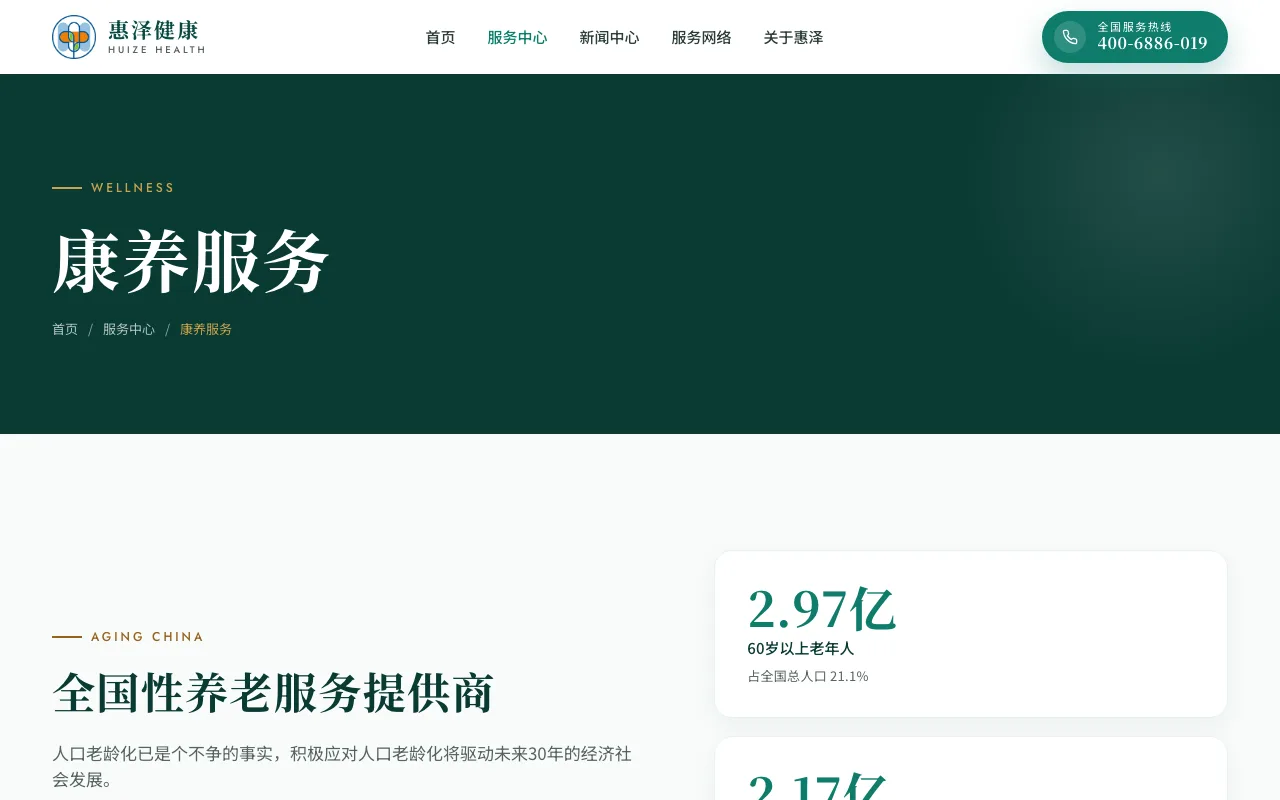 惠泽健康
HUIZE HEALTH
首页
服务中心
新闻中心
服务网络
关于惠泽
全国服务热线
400-6886-019
WELLNESS
康养服务
首页 / 服务中心 / 康养服务
AGING CHINA
全国性养老服务提供商
人口老龄化已是个不争的事实，积极应对人口老龄化将驱动未来30年的经济社
会发展。
2.97亿
60岁以上老年人
占全国总人口 21.1%
2.17亿